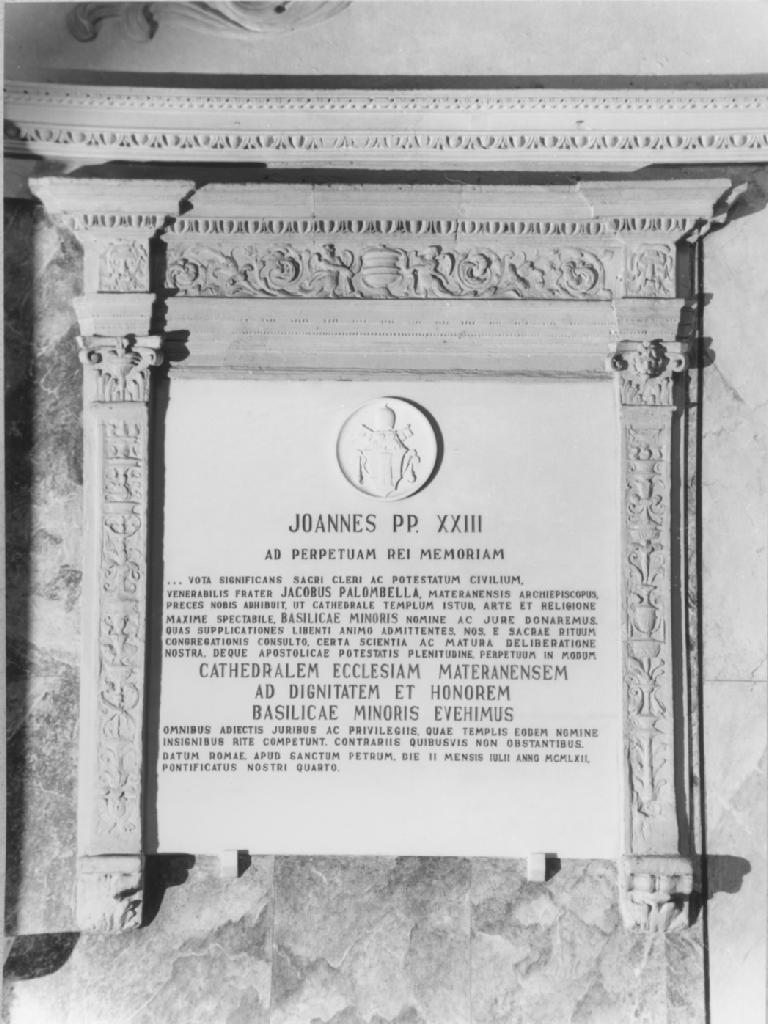 JOANNES PP. XXIII
AD PERPETUAM REI MEMORIAM
... VOTA SIGNIFICANS SACRI CLERI AC POTESTATUM CIVILIUM,
VENERABILIS FRATER JACOBUS PALOMBELLA, MATERANENSIS ARCHIEPISCOPUS,
PRECES NOBIS ADHIBUIT, UT CATHEDRALE TEMPLUM ISTUD, ARTE ET RELIGIONE
MAXIME SPECTABILE, BASILICAE MINORIS NOMINE AC JURE DONAREMUS.
QUAS SUPPLICATIONES LIBENTI ANIMO ADMITTENTES, NOS, E SACRAE RITUUM
CONGREGATIONIS CONSULTO, CERTA SCIENTIA AC MATURA DELIBERATIONE
NOSTRA, DEQUE APOSTOLICAE POTESTATIS PLENITUDINE, PERPETUUM IN MODUM
CATHEDRALEM ECCLESIAM MATERANENSEM
AD DIGNITATEM ET HONOREM
BASILICAE MINORIS EVEHIMUS
OMNIBUS ADIECTIS JURIBUS AC PRIVILEGIIS, QUAE TEMPLIS EODEM NOMINE
INSIGNIBUS RITE COMPETUNT. CONTRARIIS QUIBUSVIS NON OBSTANTIBUS.
DATUM ROMAE, APUD SANCTUM PETRUM, DIE II MENSIS IULII ANNO MCMLXII,
PONTIFICATUS NOSTRI QUARTO.